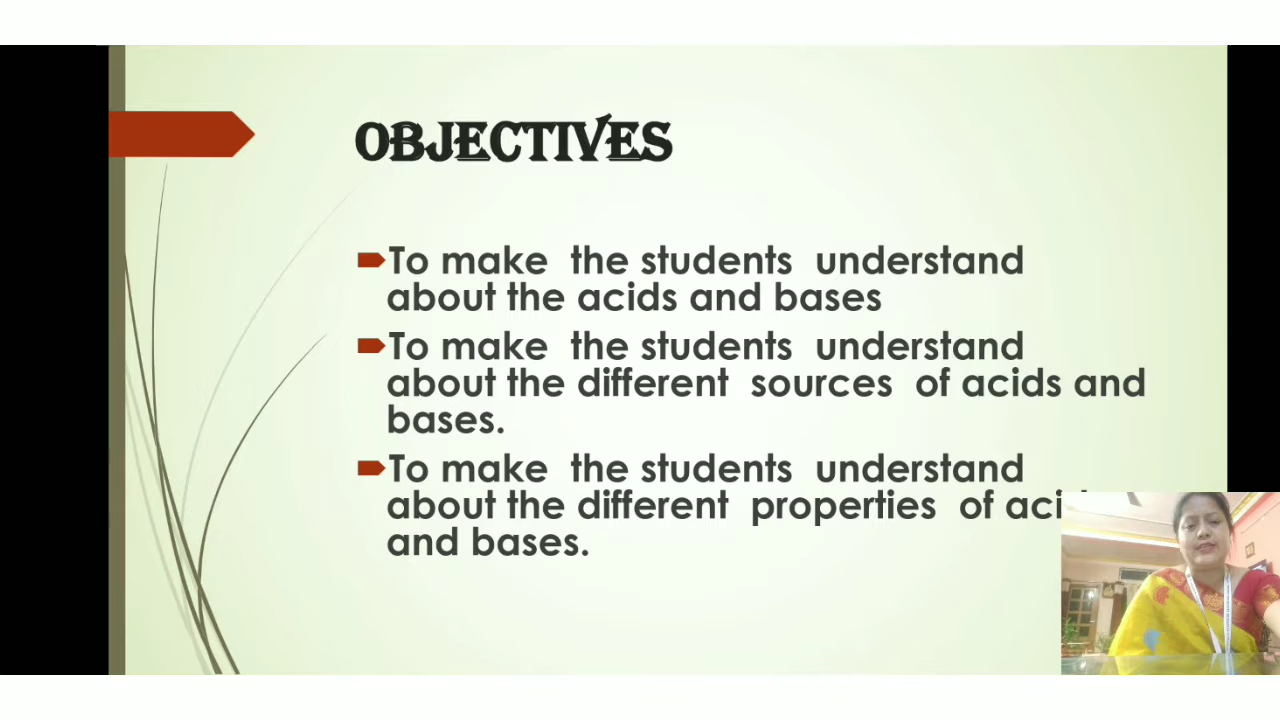 OBJECTIVES
To make the students understand
about the acids and bases
To make the students understand
about the different sources of acids and
bases.
To make the students understand
about the different properties of
and bases.